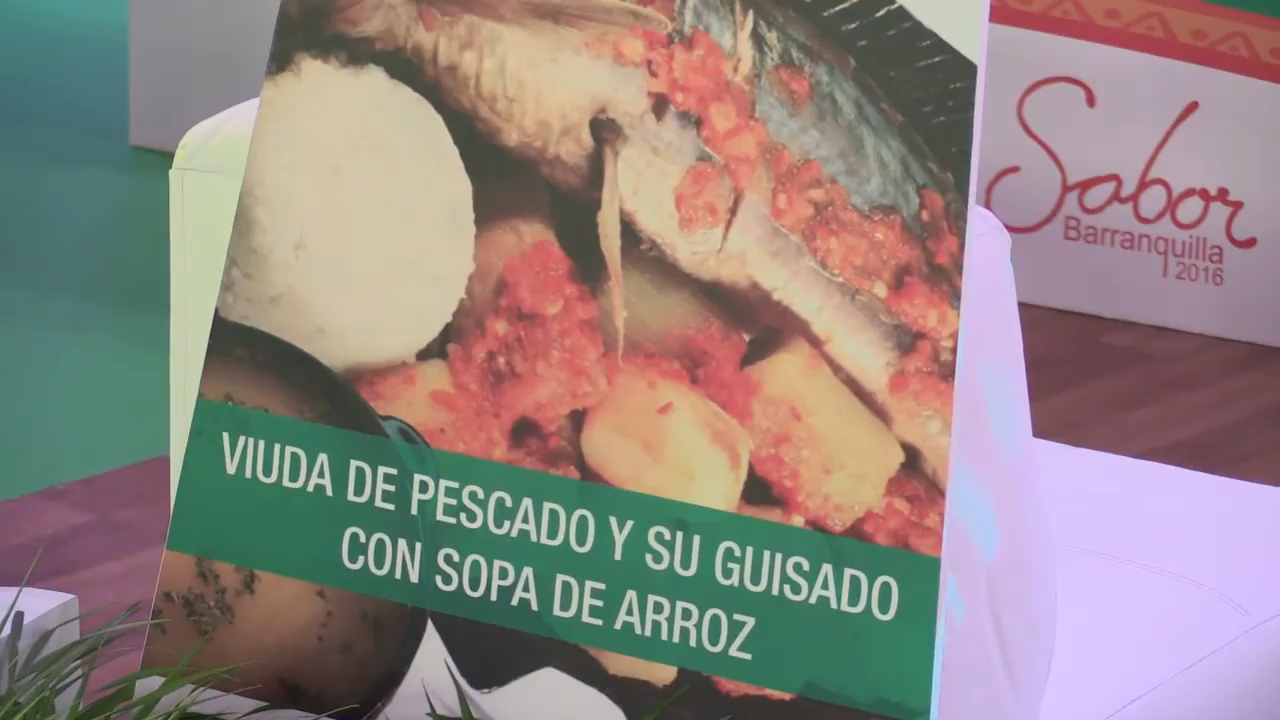 Sabor
Barranquilla
2016
VIUDA DE PESCADO Y SU GUISADO
CON SOPA DE ARROZ